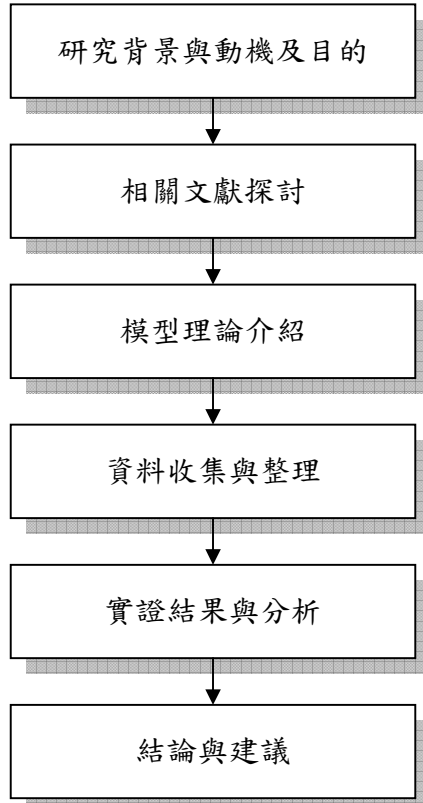 研究背景與動機及目的
相關文獻探討
模型理論介紹
資料收集與整理
實證結果與分析
結論與建議